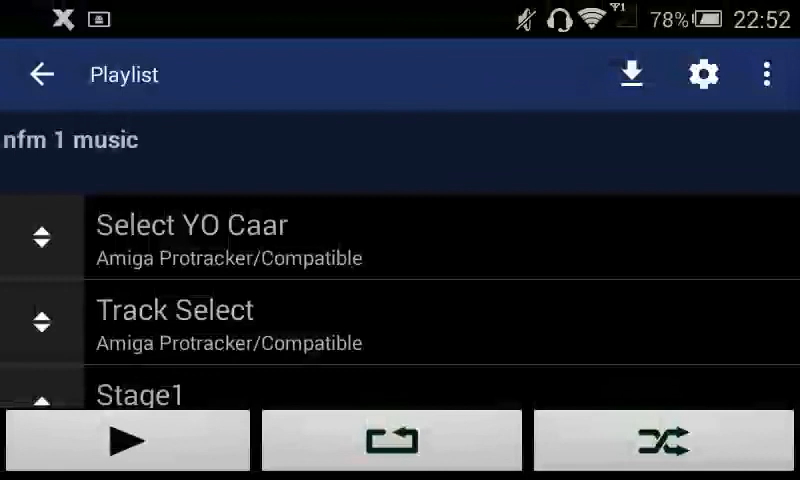 78% 22:52
Playlist
nfm 1 music
Select YO Caar
Amiga Protracker/Compatible
Track Select
Amiga Protracker/Compatible
Stage1